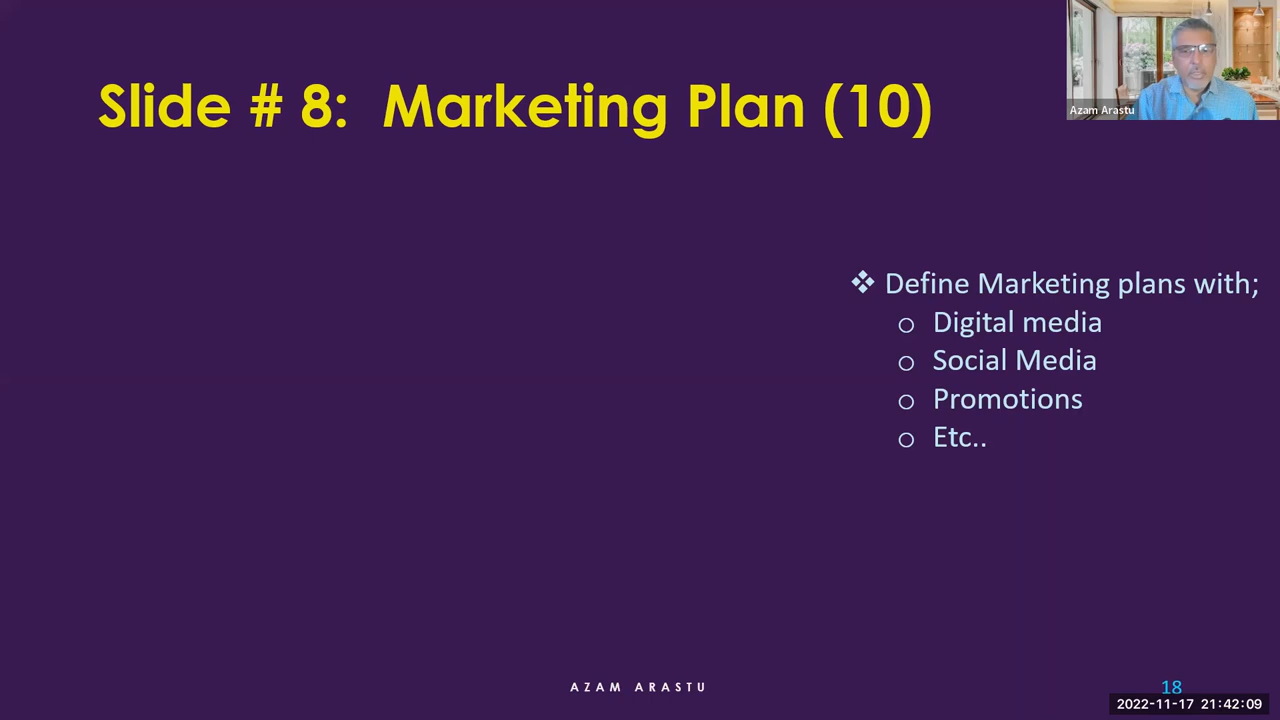 Slide # 8: Marketing Plan (10)
Azam Arastu
❖ Define Marketing plans with;
o Digital media
o Social Media
o Promotions
o Etc..
AZAM ARASTU
18
2022-11-17 21:42:09